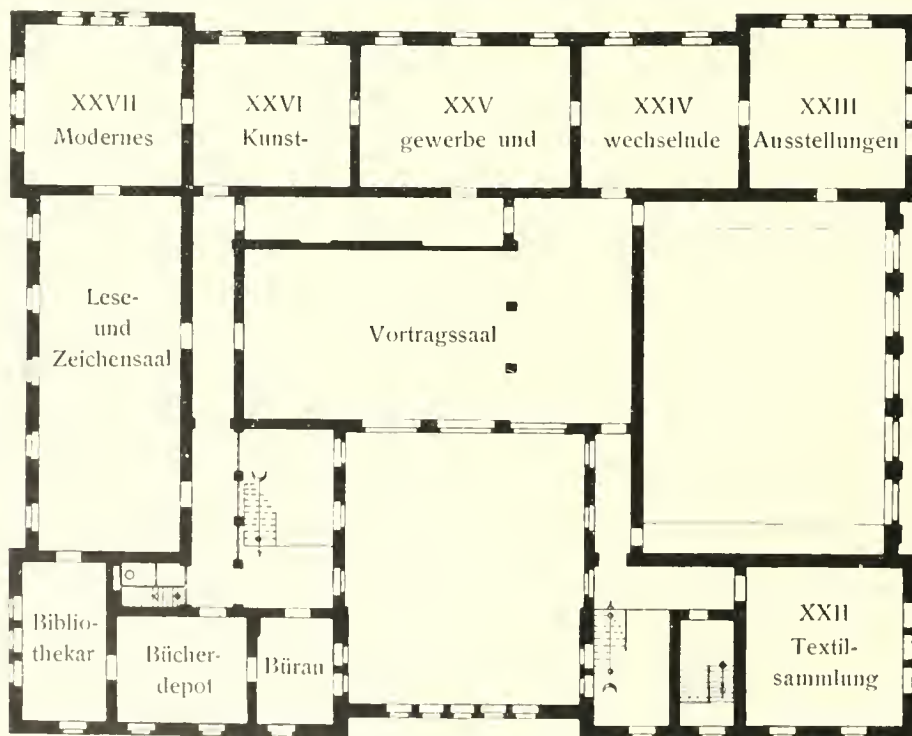 XXVII
Modernes
XXVI
Kunst-
XXV
gewerbe und
XXIV
wechselnde
XXIII
Ausstellungen
Lese-
und
Zeichensaal
Vortragssaal
Biblio-
thekar
Bücher-
depot
Bürau
XXII
Textil-
sammlung